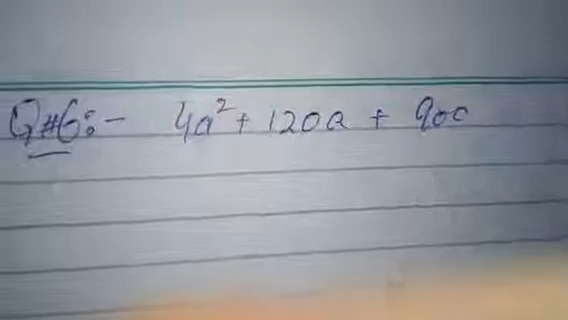 Q#6:- 4a² + 120a + 900